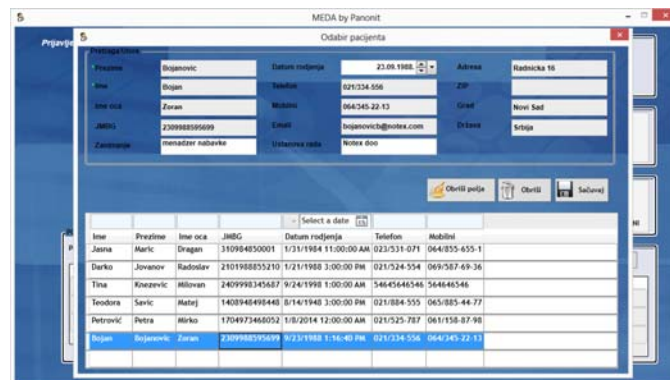 MEDA by Panonit
Prijavlje
Odabir pacijenta
Pretraga/Unos
Prezime Bojanovic Datum rodjenja 23.09.1988. Adresa Radnicka 16
Ime Bojan Telefon 021/334-556 ZIP
Ime oca Zoran Mobilni 064/345-22-13 Grad Novi Sad
JMBG 2309988595699 Email bojanovicb@notex.com Država Srbija
Zanimanje menadzer nabavke Ustanova rada Notex doo
Obriši polja Obriši Sačuvaj
Select a date 15
Ime Prezime Ime oca JMBG Datum rodjenja Telefon Mobilni
Jasna Maric Dragan 310984850001 1/31/1984 11:00:00 AM 023/531-071 064/855-655-1
Darko Jovanov Radoslav 2101988855210 1/21/1988 3:00:00 PM 021/524-554 069/587-69-36
Tina Knezevic Milovan 2409998345687 9/24/1998 1:00:00 AM 54645646546 564646546
Teodora Savic Matej 1408948498448 8/14/1948 3:00:00 PM 021/884-555 065/885-44-77
Petrović Petra Mirko 1704973468052 1/8/2014 12:00:00 AM 021/525-787 061/158-87-98
Bojan Bojanovic Zoran 2309988595699 9/23/1988 1:16:40 PM 021/334-556 064/345-22-13